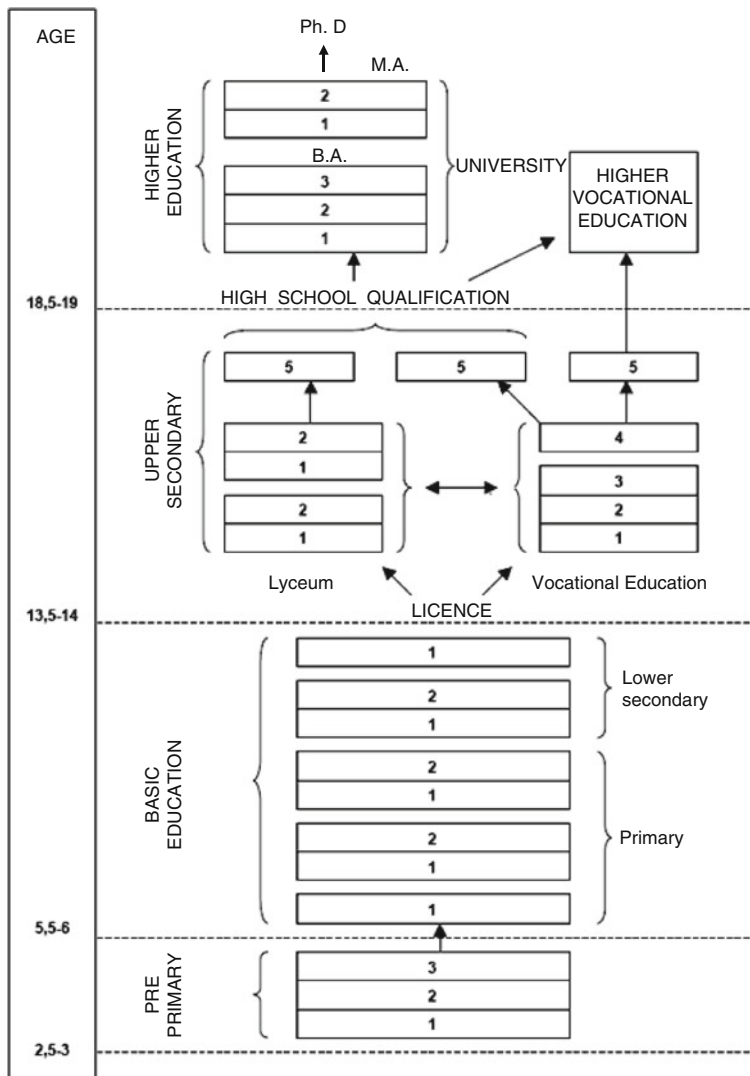 AGE
Ph. D
M.A.
2
1
B.A.
3
2
1
HIGHER
EDUCATION
UNIVERSITY
HIGHER
VOCATIONAL
EDUCATION
18,5-19
HIGH SCHOOL QUALIFICATION
5
5
5
UPPER
SECONDARY
2
1
2
1
4
3
2
1
Lyceum
Vocational Education
13,5-14
LICENCE
BASIC
EDUCATION
1
2
1
Lower
secondary
2
1
2
1
1
Primary
5,5-6
PRE
PRIMARY
3
2
1
2,5-3